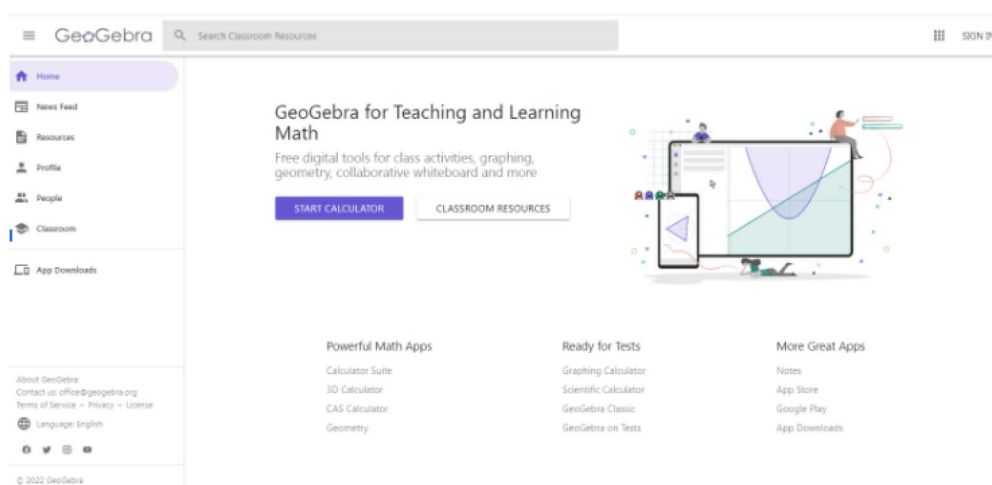 GeoGebra
Search Classroom Resources
SIGN IN
Home
News Feed
Resources
Profile
People
Classroom
App Downloads
About GeoGebra
Contact us: office@geogebra.org
Terms of Service – Privacy – License
Language: English
© 2022 GeoGebra
GeoGebra for Teaching and Learning
Math
Free digital tools for class activities, graphing,
geometry, collaborative whiteboard and more
START CALCULATOR
CLASSROOM RESOURCES
Powerful Math Apps
Calculator Suite
3D Calculator
CAS Calculator
Geometry
Ready for Tests
Graphing Calculator
Scientific Calculator
GeoGebra Classic
GeoGebra on Tests
More Great Apps
Notes
App Store
Google Play
App Downloads